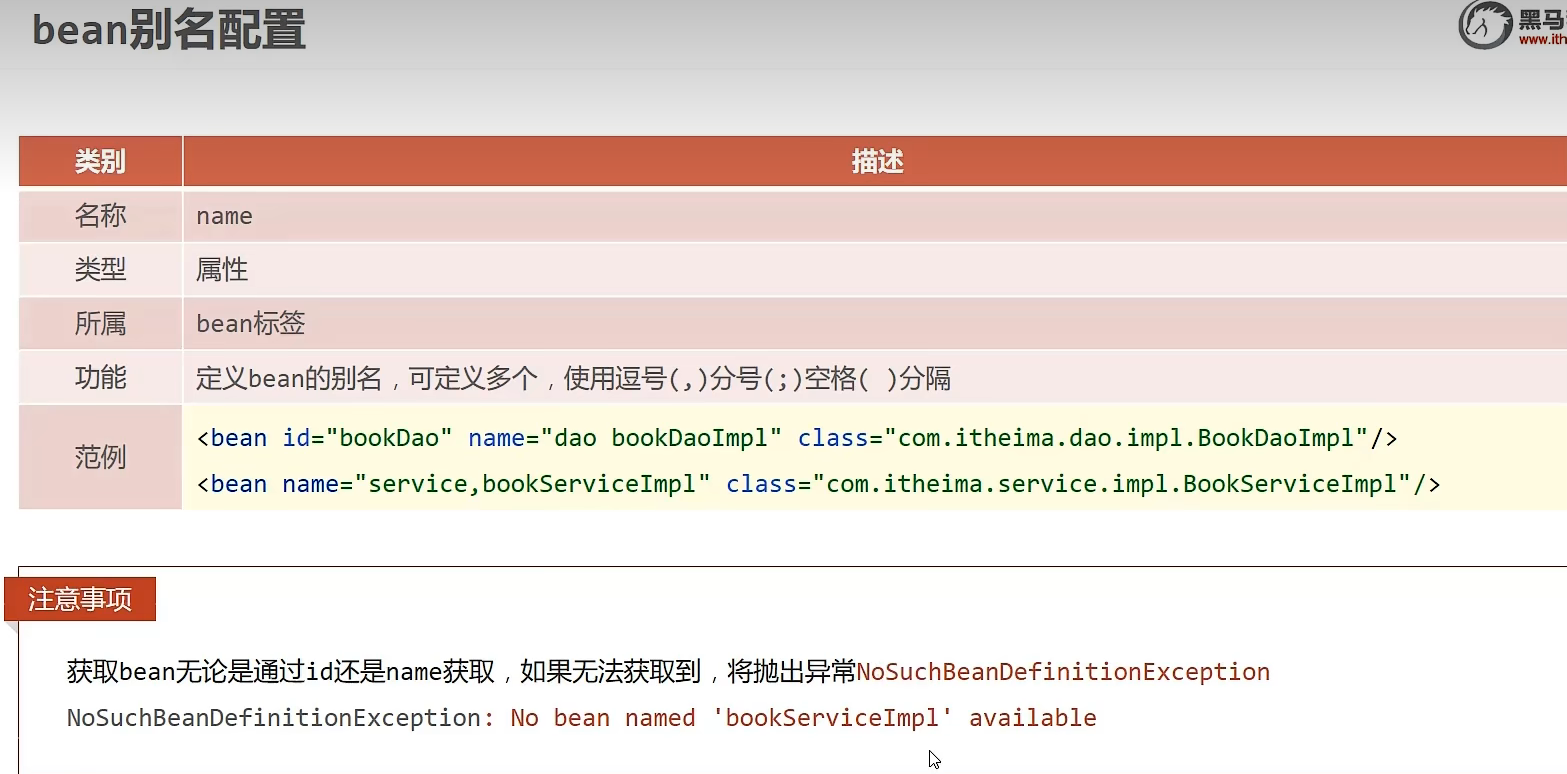 bean别名配置
黑马
www.ith
类别 描述
名称 name
类型 属性
所属 bean标签
功能 定义bean的别名，可定义多个，使用逗号(,)分号(;)空格( )分隔
范例 <bean id="bookDao" name="dao bookDaoImpl" class="com.itheima.dao.impl.BookDaoImpl"/>
<bean name="service,bookServiceImpl" class="com.itheima.service.impl.BookServiceImpl"/>
注意事项
获取bean无论是通过id还是name获取，如果无法获取到，将抛出异常NoSuchBeanDefinitionException
NoSuchBeanDefinitionException: No bean named 'bookServiceImpl' available